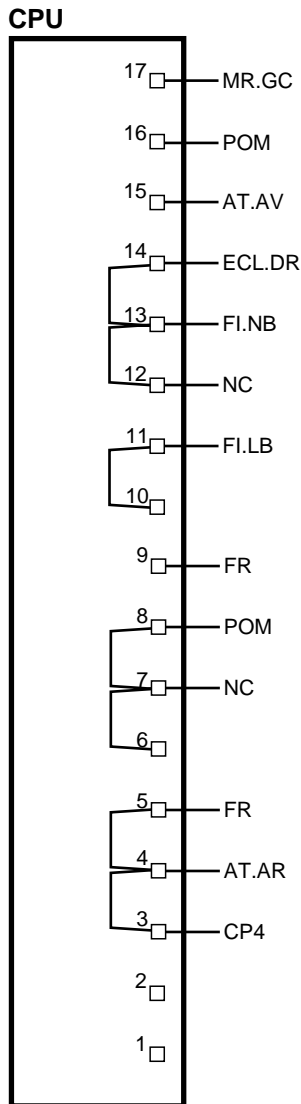 CPU
17 MR.GC
16 POM
15 AT.AV
14 ECL.DR
13 FI.NB
12 NC
11 FI.LB
10
9 FR
8 POM
7 NC
6
5 FR
4 AT.AR
3 CP4
2
1